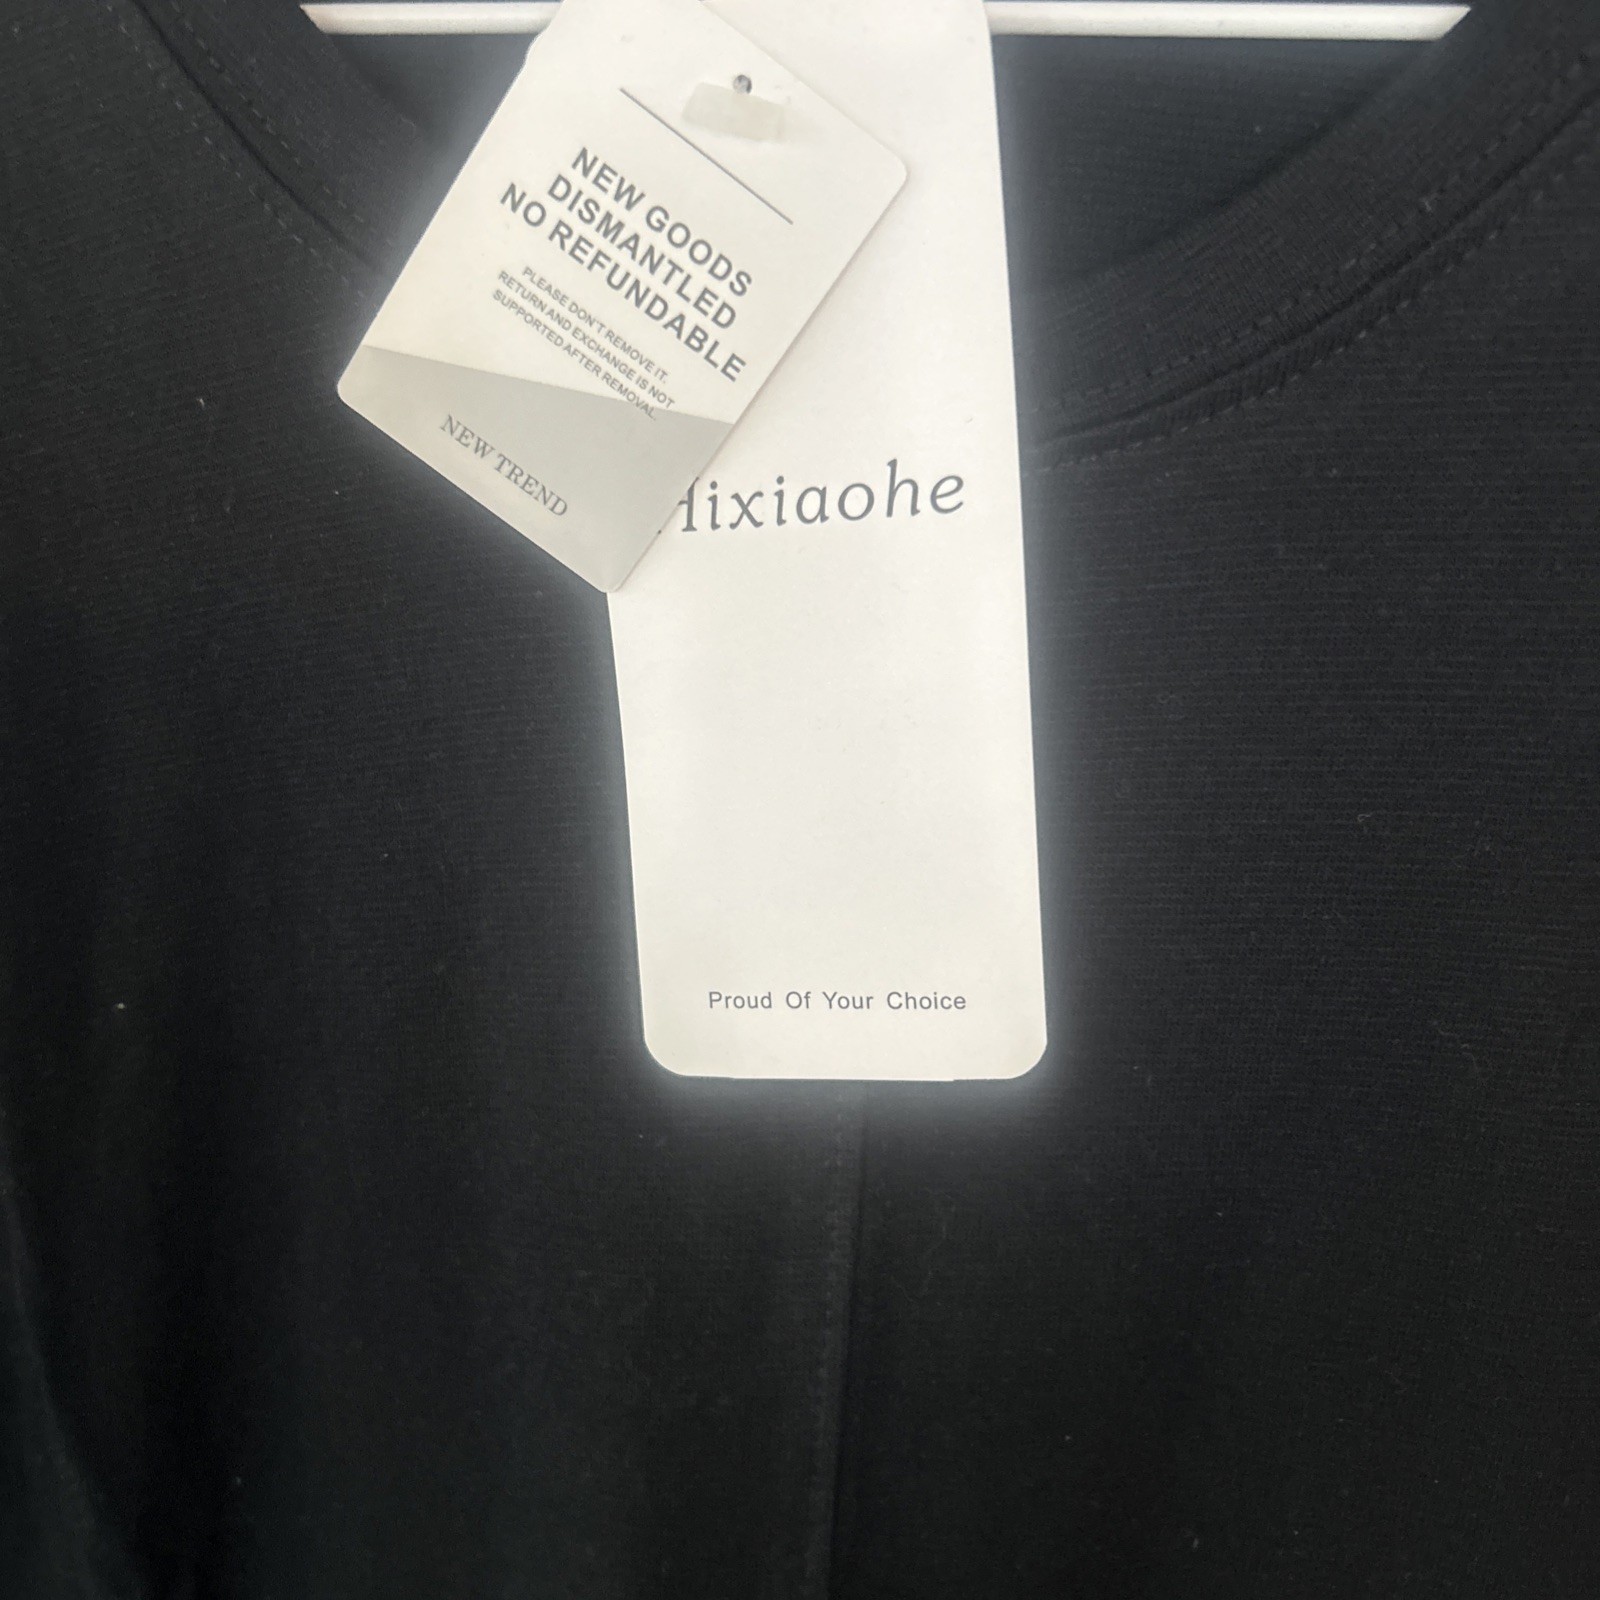 NEW GOODS
DISMANTLED
NO REFUNDABLE
PLEASE DON'T REMOVE IT.
RETURN AND EXCHANGE IS NOT
SUPPORTED AFTER REMOVAL.
NEW TREND
Proud Of Your Choice